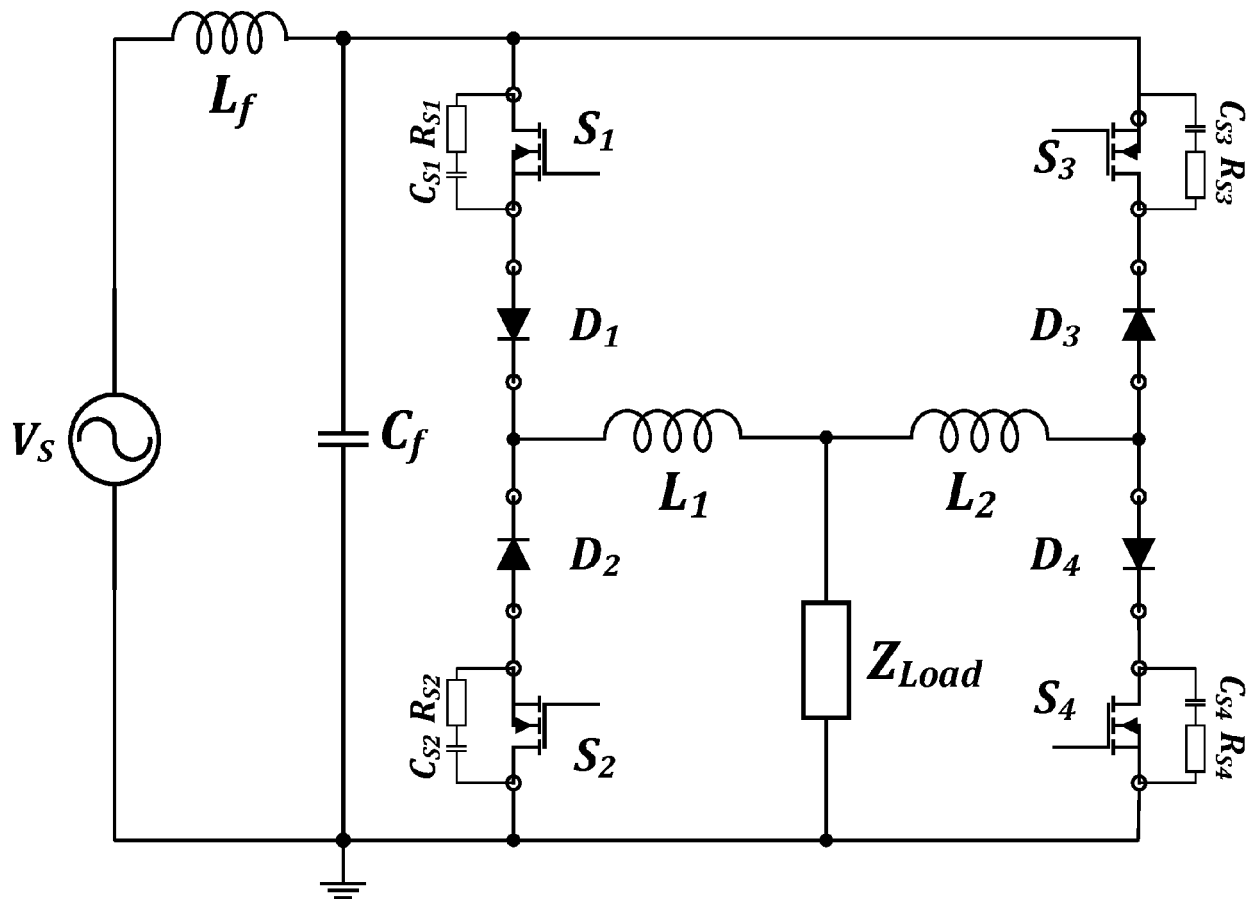 L_f
C_S1 R_S1
S_1
S_3
C_S3 R_S3
D_1
D_3
V_S
C_f
L_1
L_2
D_2
D_4
Z_Load
C_S2 R_S2
S_2
S_4
C_S4 R_S4